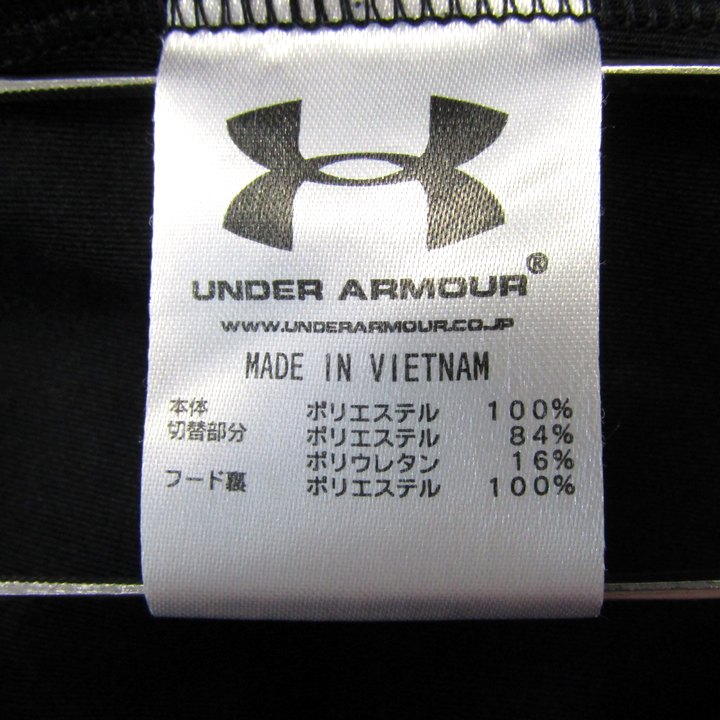 UNDER ARMOUR®
WWW.UNDERARMOUR.CO.JP
MADE IN VIETNAM
本体 ポリエステル 100%
切替部分 ポリエステル 84%
ポリウレタン 16%
フード裏 ポリエステル 100%